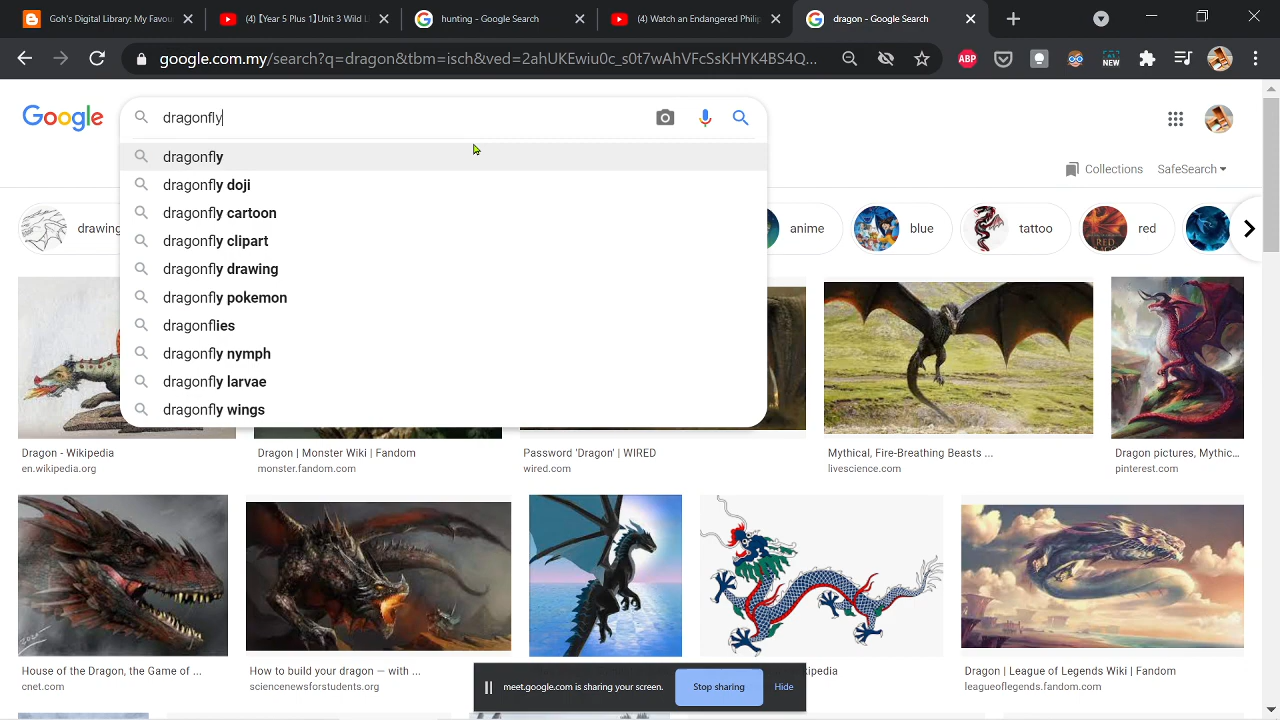 Goh's Digital Library: My Futu
(4) 【Year 5 Plus 1】Unit 3 Wild L
hunting - Google Search
(4) Watch an Endangered Philip
dragon - Google Search
google.com.my/search?q=dragon&tbm=isch&ved=2ahUKEwiu0c_s0t7wAhVFcSsKHYK4BS4Q...
ABP
NEW
Google
dragonfly
dragonfly
dragonfly doji
dragonfly cartoon
dragonfly clipart
dragonfly drawing
dragonfly pokemon
dragonflies
dragonfly nymph
dragonfly larvae
dragonfly wings
Collections
SafeSearch
drawing
anime
blue
tattoo
red
Dragon - Wikipedia
en.wikipedia.org
Dragon | Monster Wiki | Fandom
monster.fandom.com
Password 'Dragon' | WIRED
wired.com
Mythical, Fire-Breathing Beasts ...
livescience.com
Dragon pictures, Mythic...
pinterest.com
House of the Dragon, the Game of ...
cnet.com
How to build your dragon — with ...
sciencenewsforstudents.org
kipedia
Dragon | League of Legends Wiki | Fandom
leagueoflegends.fandom.com
meet.google.com is sharing your screen.
Stop sharing
Hide